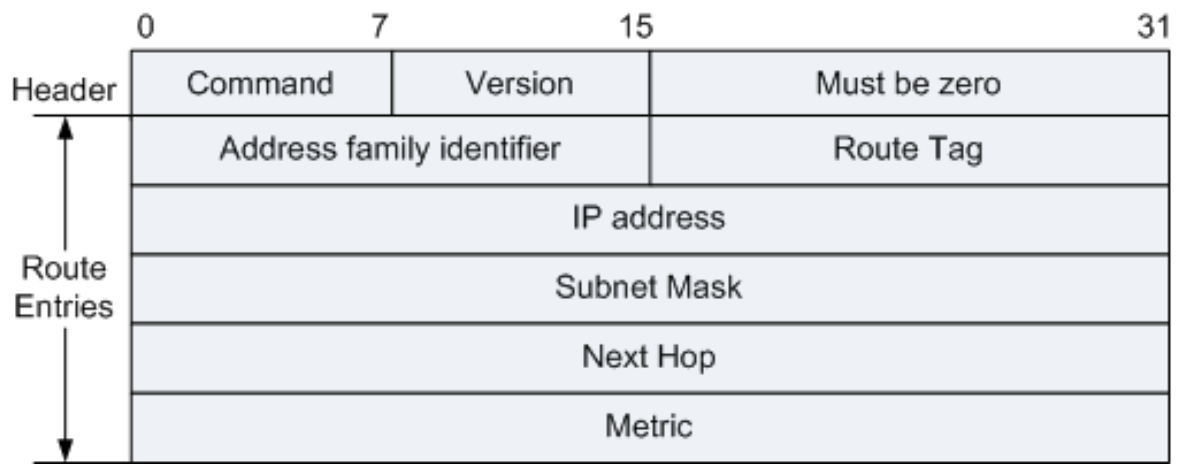 0 7 15 31
Header Command Version Must be zero
Address family identifier Route Tag
IP address
Route
Entries
Subnet Mask
Next Hop
Metric